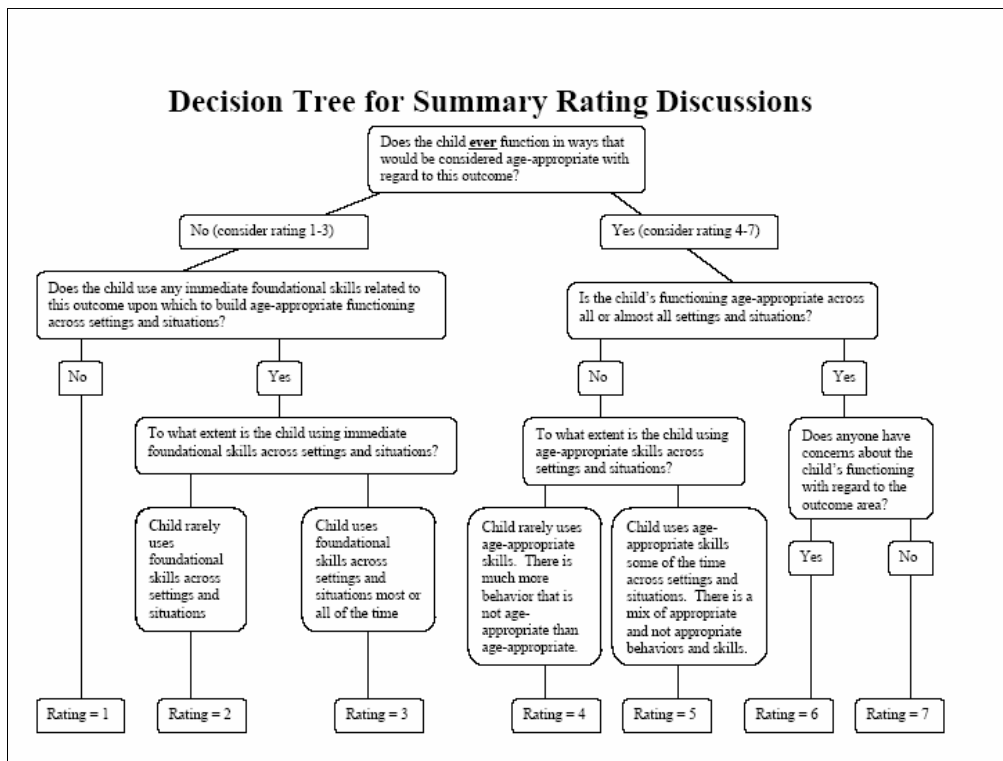 Decision Tree for Summary Rating Discussions
Does the child ever function in ways that
would be considered age-appropriate with
regard to this outcome?
No (consider rating 1-3)
Yes (consider rating 4-7)
Does the child use any immediate foundational skills related to
this outcome upon which to build age-appropriate functioning
across settings and situations?
Is the child's functioning age-appropriate across
all or almost all settings and situations?
No
Yes
No
Yes
To what extent is the child using immediate
foundational skills across settings and situations?
To what extent is the child using
age-appropriate skills across
settings and situations?
Does anyone have
concerns about the
child's functioning
with regard to the
outcome area?
Child rarely
uses
foundational
skills across
settings and
situations
Child uses
foundational
skills across
settings and
situations most or
all of the time
Child rarely uses
age-appropriate
skills.  There is
much more
behavior that is
not age-
appropriate than
age-appropriate.
Child uses age-
appropriate skills
some of the time
across settings and
situations.  There is a
mix of appropriate
and not appropriate
behaviors and skills.
Yes
No
Rating = 1
Rating = 2
Rating = 3
Rating = 4
Rating = 5
Rating = 6
Rating = 7